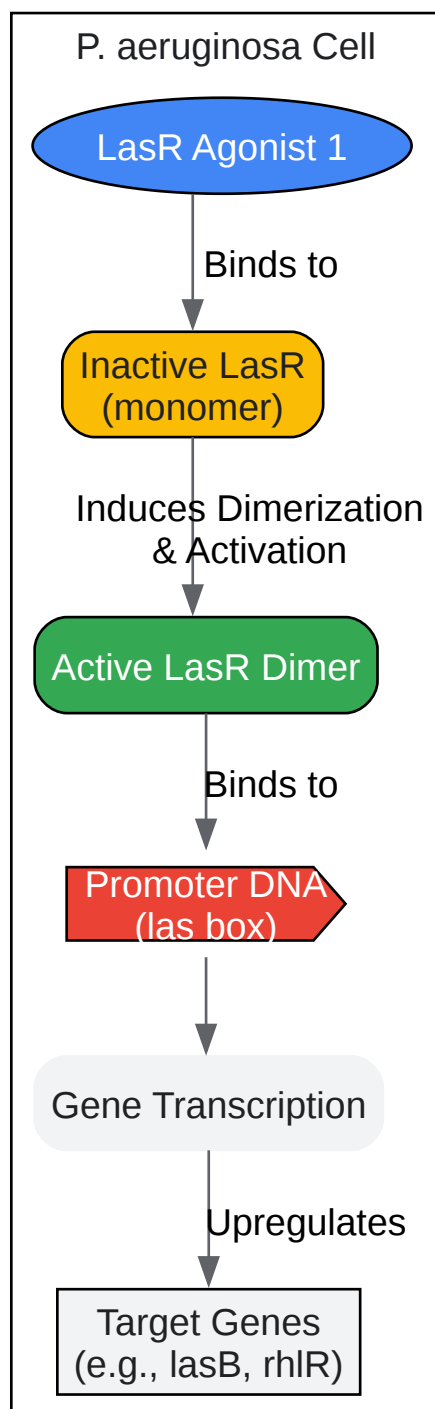 P. aeruginosa Cell
LasR Agonist 1
Binds to
Inactive LasR
(monomer)
Induces Dimerization
& Activation
Active LasR Dimer
Binds to
Promoter DNA
(las box)
Gene Transcription
Upregulates
Target Genes
(e.g., lasB, rhlR)